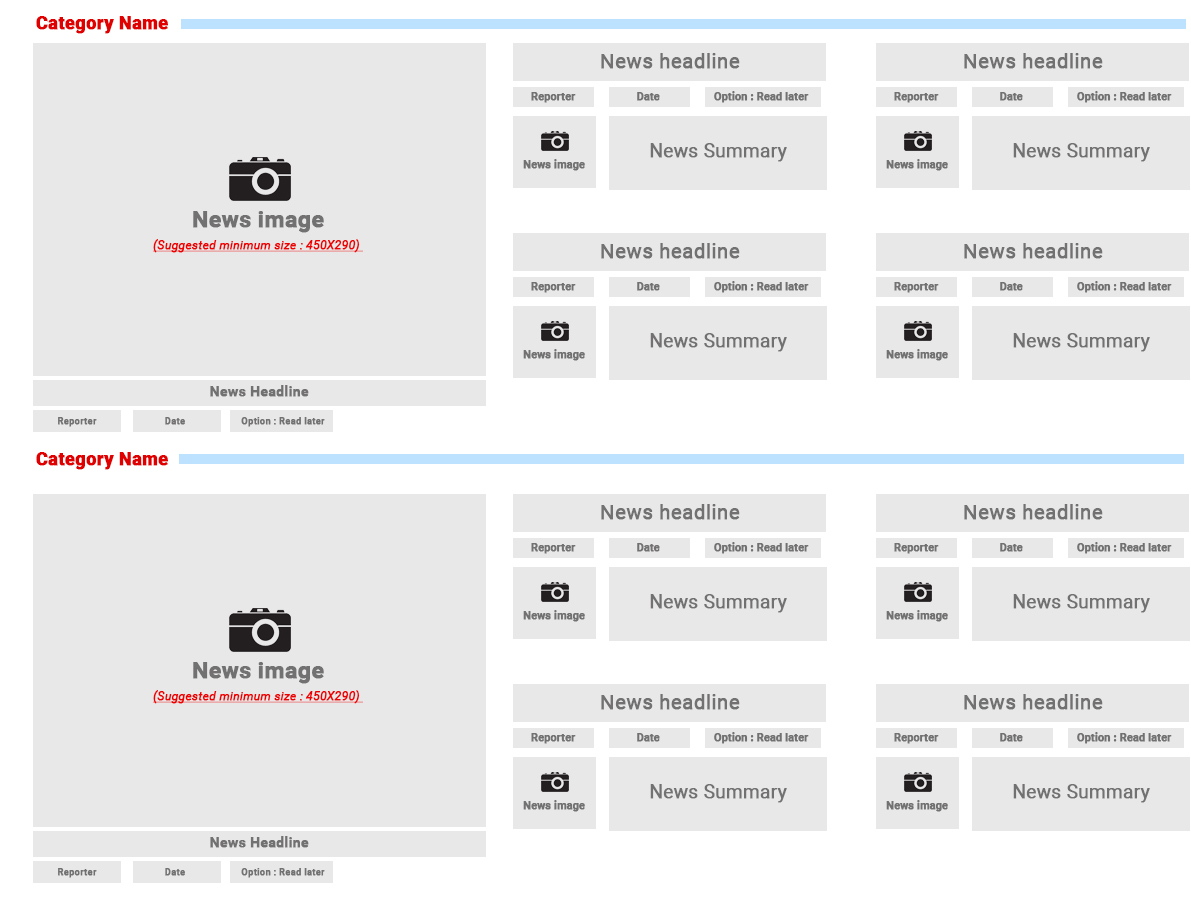 Category Name
News image
(Suggested minimum size : 450X290)
News Headline
Reporter Date Option : Read later
News headline
Reporter Date Option : Read later
News image
News Summary
News headline
Reporter Date Option : Read later
News image
News Summary
News headline
Reporter Date Option : Read later
News image
News Summary
News headline
Reporter Date Option : Read later
News image
News Summary
Category Name
News image
(Suggested minimum size : 450X290)
News Headline
Reporter Date Option : Read later
News headline
Reporter Date Option : Read later
News image
News Summary
News headline
Reporter Date Option : Read later
News image
News Summary
News headline
Reporter Date Option : Read later
News image
News Summary
News headline
Reporter Date Option : Read later
News image
News Summary